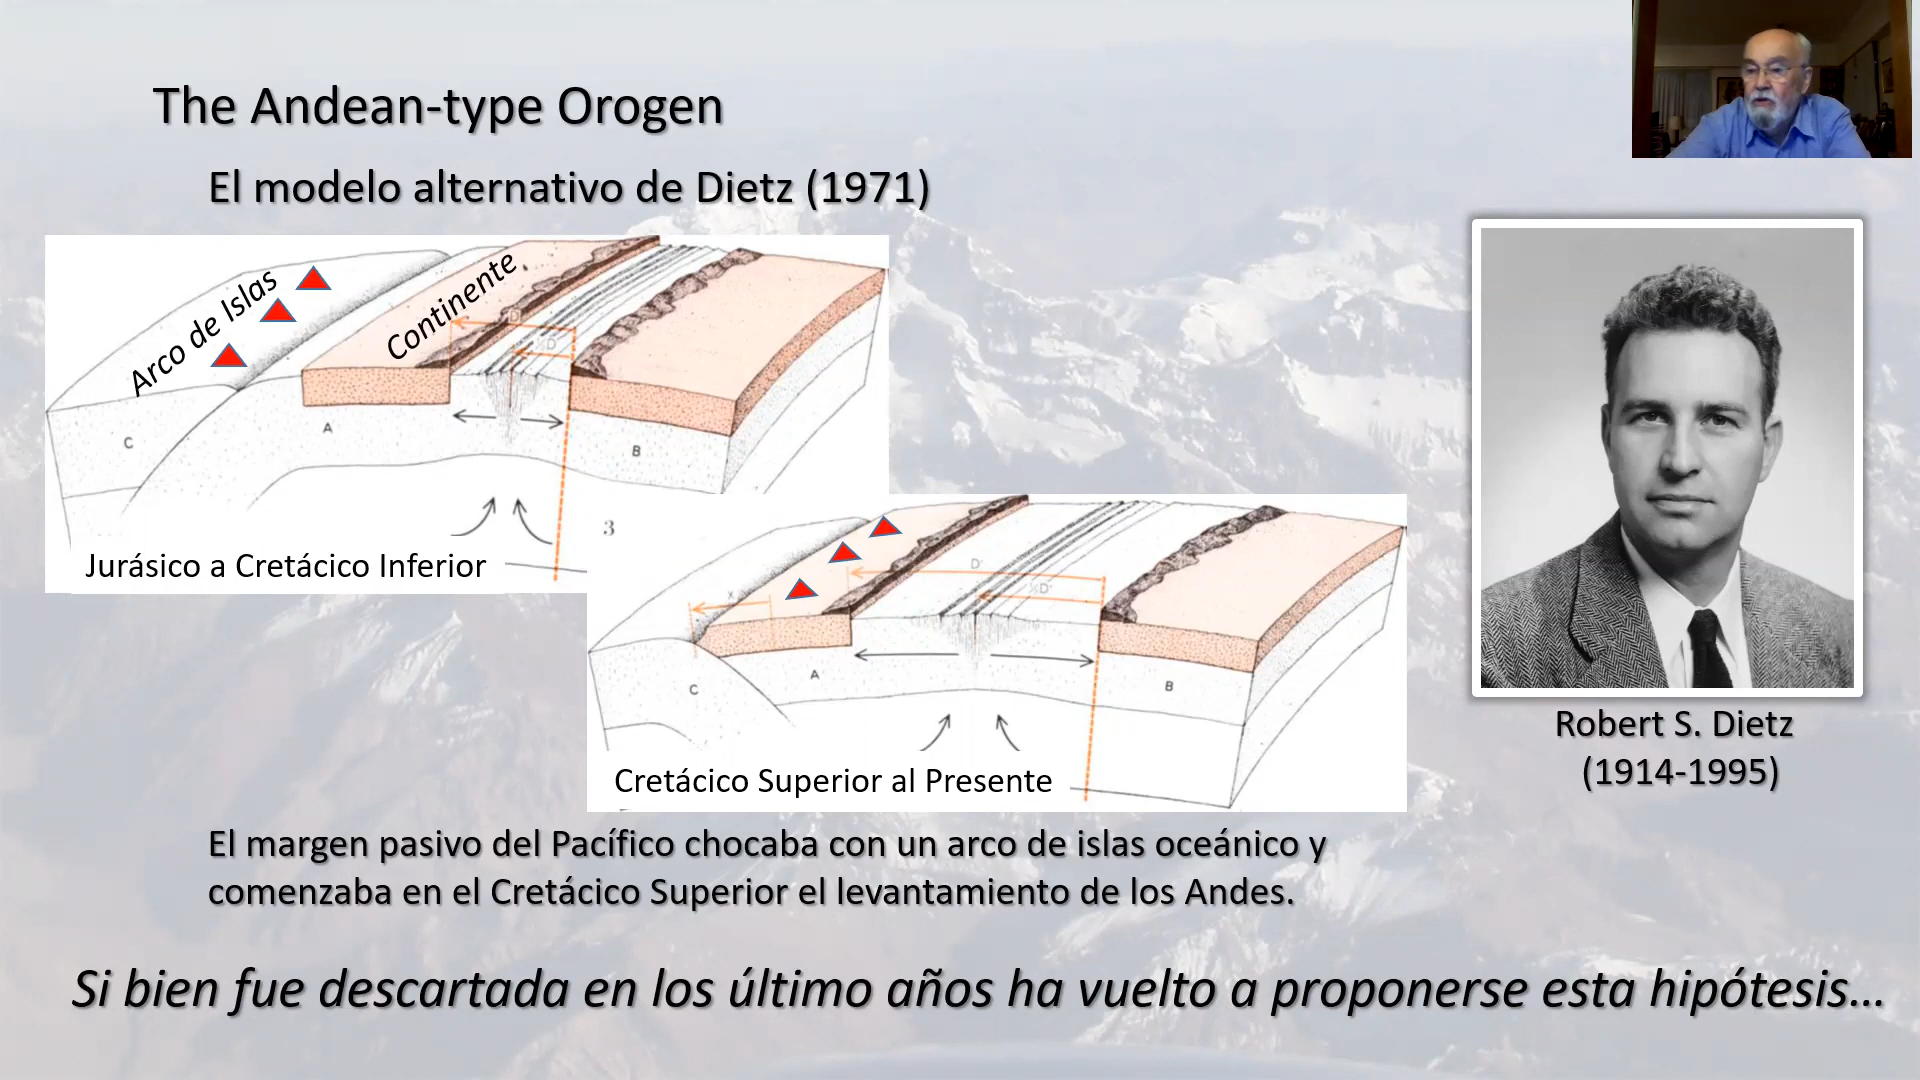 The Andean-type Orogen
El modelo alternativo de Dietz (1971)
Arco de Islas
Continente
D
D
C
A
B
3
Jurásico a Cretácico Inferior
X
D'
½D'
C
A
B
Cretácico Superior al Presente
Robert S. Dietz
(1914-1995)
El margen pasivo del Pacífico chocaba con un arco de islas oceánico y
comenzaba en el Cretácico Superior el levantamiento de los Andes.
Si bien fue descartada en los último años ha vuelto a proponerse esta hipótesis...